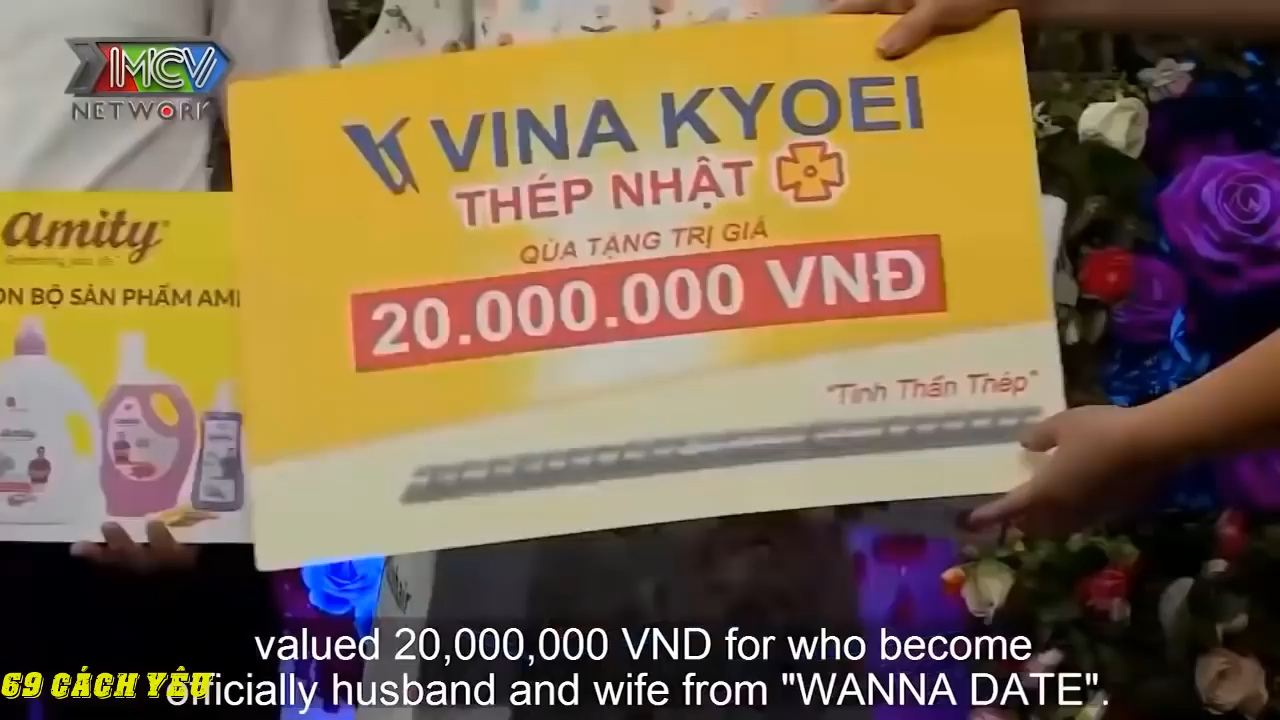 MCV
NETWORK
VINA KYOEI
THÉP NHẬT
QÙA TẶNG TRỊ GIÁ
20.000.000 VNĐ
"Tinh Thần Thép"
amity
BỘ SẢN PHẨM
valued 20,000,000 VND for who become
69 CÁCH YÊU
officially husband and wife from "WANNA DATE".